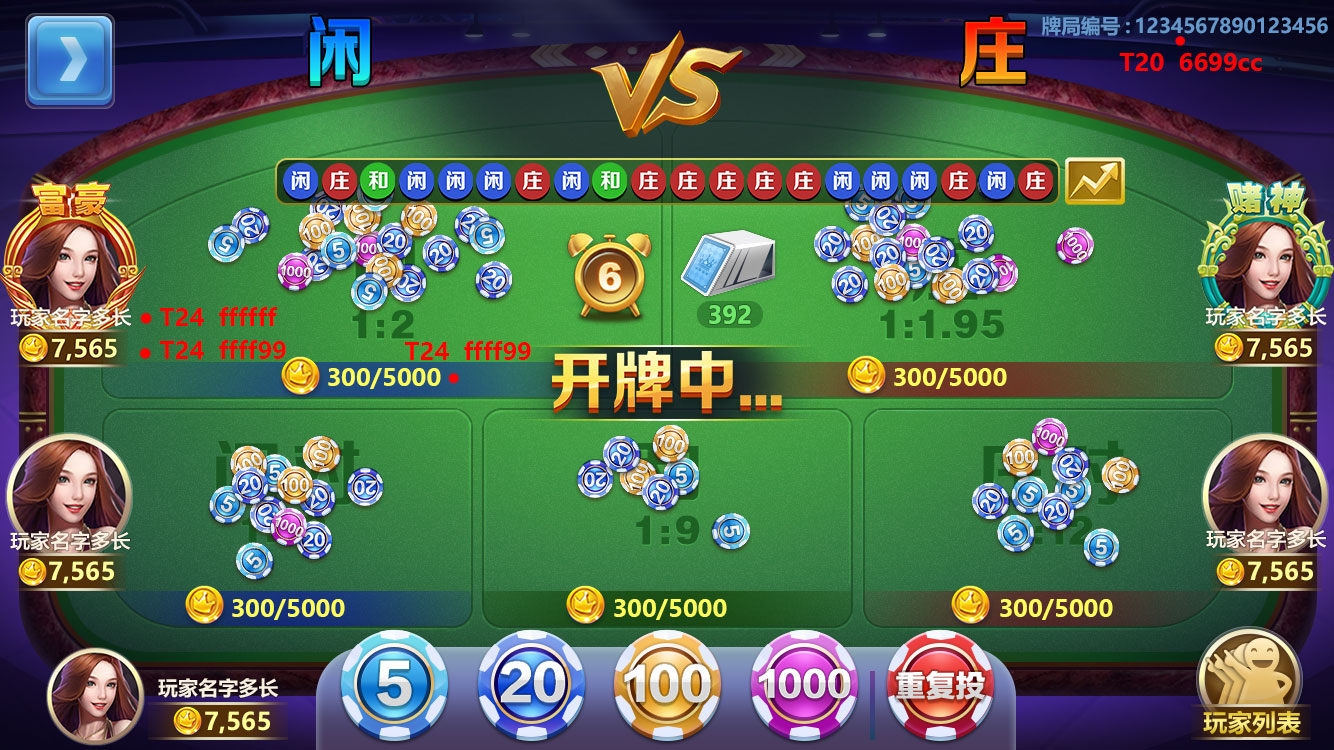 闲
VS
庄
牌局编号:1234567890123456
T20 6699cc
闲 庄 和 闲 闲 闲 庄 闲 和 庄 庄 庄 庄 庄 闲 闲 闲 庄 闲 庄
富豪
赌神
6
392
1:2
1:1.95
玩家名字多长
T24 ffffff
7,565
T24 ffff99
T24 ffff99
玩家名字多长
7,565
300/5000
开牌中...
300/5000
1:9
玩家名字多长
7,565
玩家名字多长
7,565
300/5000
300/5000
300/5000
玩家名字多长
7,565
5
20
100
1000
重复投
玩家列表